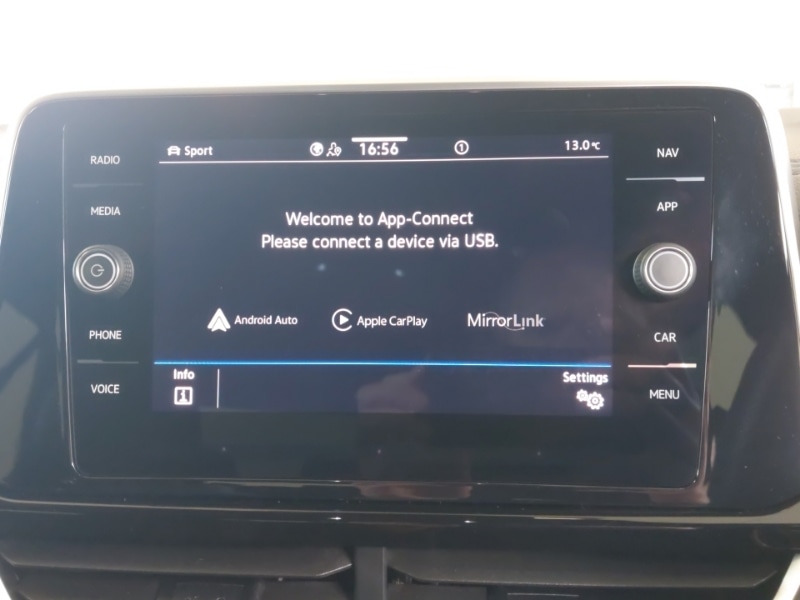 RADIO
MEDIA
PHONE
VOICE
Sport
16:56
1
13.0°C
Welcome to App-Connect
Please connect a device via USB.
Android Auto
Apple CarPlay
MirrorLink
Info
Settings
NAV
APP
CAR
MENU